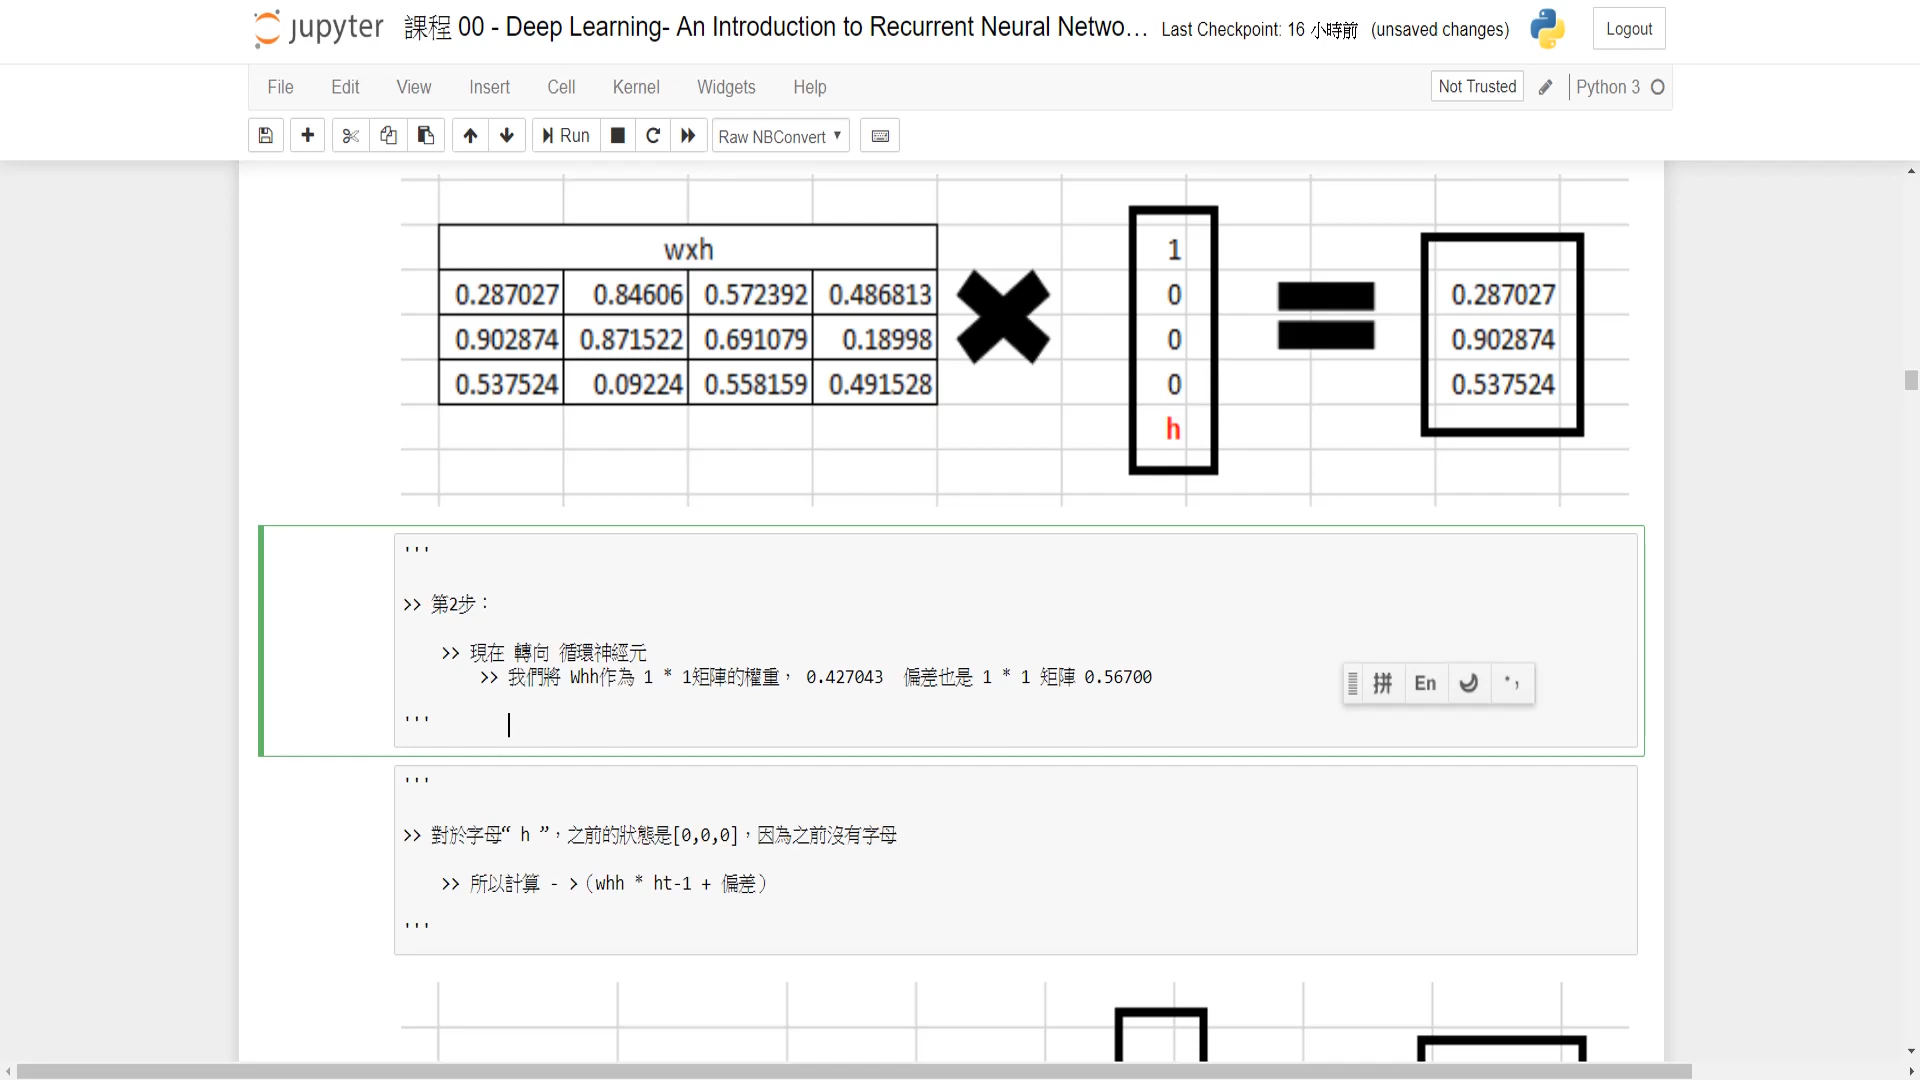 jupyter 課程 00 - Deep Learning- An Introduction to Recurrent Neural Netwo… Last Checkpoint: 16 小時前 (unsaved changes) Logout
File Edit View Insert Cell Kernel Widgets Help Not Trusted Python 3
Run Raw NBConvert
wxh
0.287027 0.84606 0.572392 0.486813
0.902874 0.871522 0.691079 0.18998
0.537524 0.09224 0.558159 0.491528
1
0
0
0
h
0.287027
0.902874
0.537524
'''
>> 第2步：
>> 現在 轉向 循環神經元
>> 我們將 Whh作為 1 * 1矩陣的權重， 0.427043 偏差也是 1 * 1 矩陣 0.56700
拼 En
'''
'''
>> 對於字母“ h ”，之前的狀態是[0,0,0]，因為之前沒有字母
>> 所以計算 - >（whh * ht-1 + 偏差）
'''